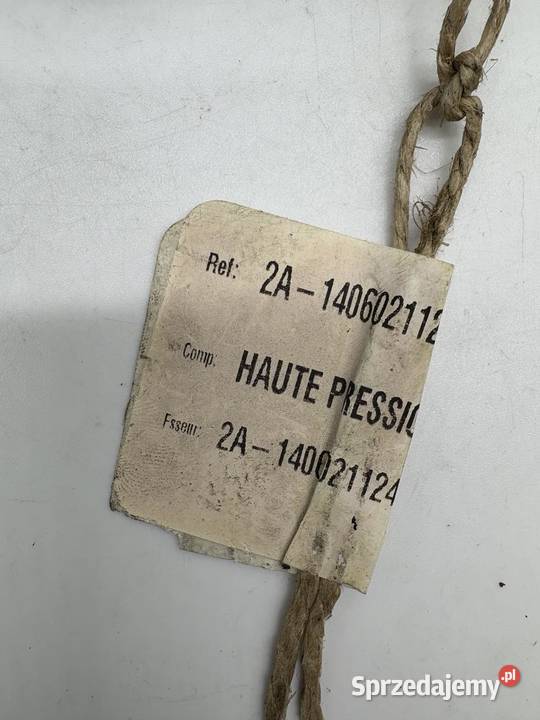 Ref: 2A-140602112
Comp: HAUTE PRESSIO
Fsseur: 2A-140021124
Sprzedajemy.pl